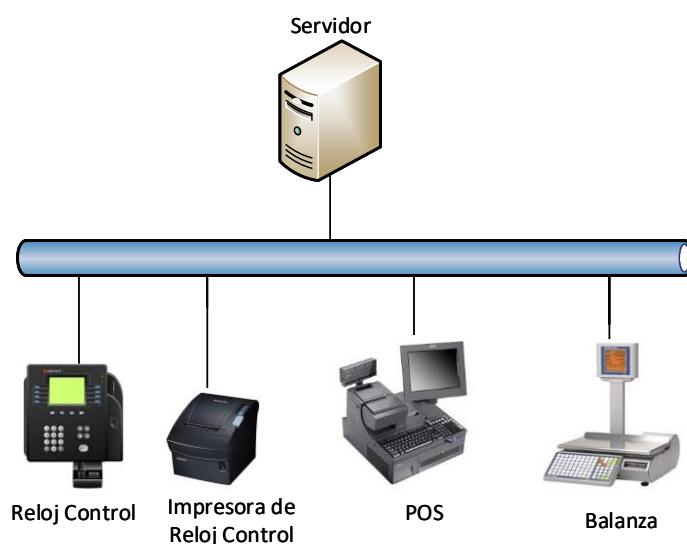 Servidor
Reloj Control
Impresora de
Reloj Control
POS
Balanza